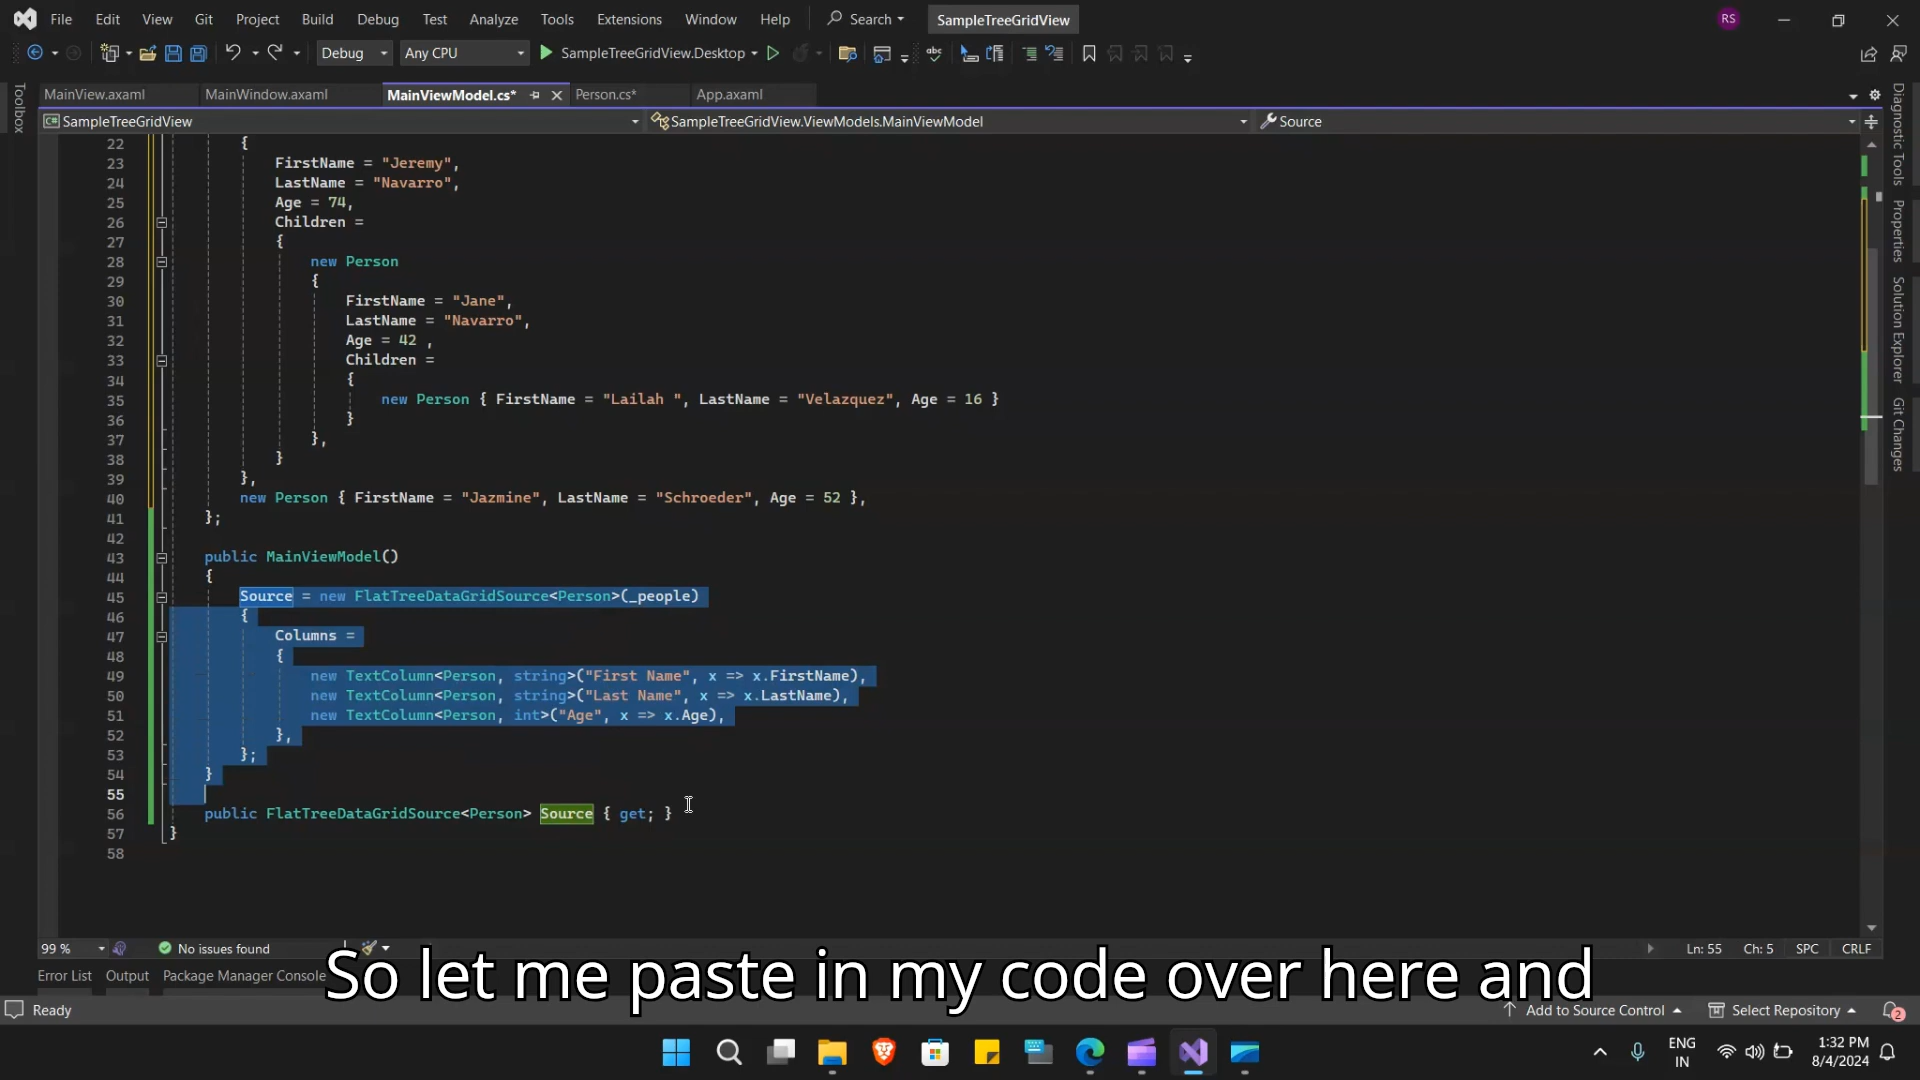 File Edit View Git Project Build Debug Test Analyze Tools Extensions Window Help Search SampleTreeGridView RS
Debug Any CPU SampleTreeGridView.Desktop
MainView.axaml MainWindow.axaml MainViewModel.cs* Person.cs* App.axaml
Toolbox
SampleTreeGridView SampleTreeGridView.ViewModels.MainViewModel Source
22 {
23 FirstName = "Jeremy",
24 LastName = "Navarro",
25 Age = 74,
26 Children =
27 {
28 new Person
29 {
30 FirstName = "Jane",
31 LastName = "Navarro",
32 Age = 42 ,
33 Children =
34 {
35 new Person { FirstName = "Lailah ", LastName = "Velazquez", Age = 16 }
36 }
37 },
38 }
39 },
40 new Person { FirstName = "Jazmine", LastName = "Schroeder", Age = 52 },
41 };
42
43 public MainViewModel()
44 {
45 Source = new FlatTreeDataGridSource<Person>(_people)
46 {
47 Columns =
48 {
49 new TextColumn<Person, string>("First Name", x => x.FirstName),
50 new TextColumn<Person, string>("Last Name", x => x.LastName),
51 new TextColumn<Person, int>("Age", x => x.Age),
52 },
53 };
54 }
55
56 public FlatTreeDataGridSource<Person> Source { get; }
57 }
58
Diagnostic Tools
Properties
Solution Explorer
Git Changes
99 % No issues found Ln: 55 Ch: 5 SPC CRLF
Error List Output Package Manager Console
So let me paste in my code over here and
Ready Add to Source Control Select Repository 2
ENG
IN
1:32 PM
8/4/2024